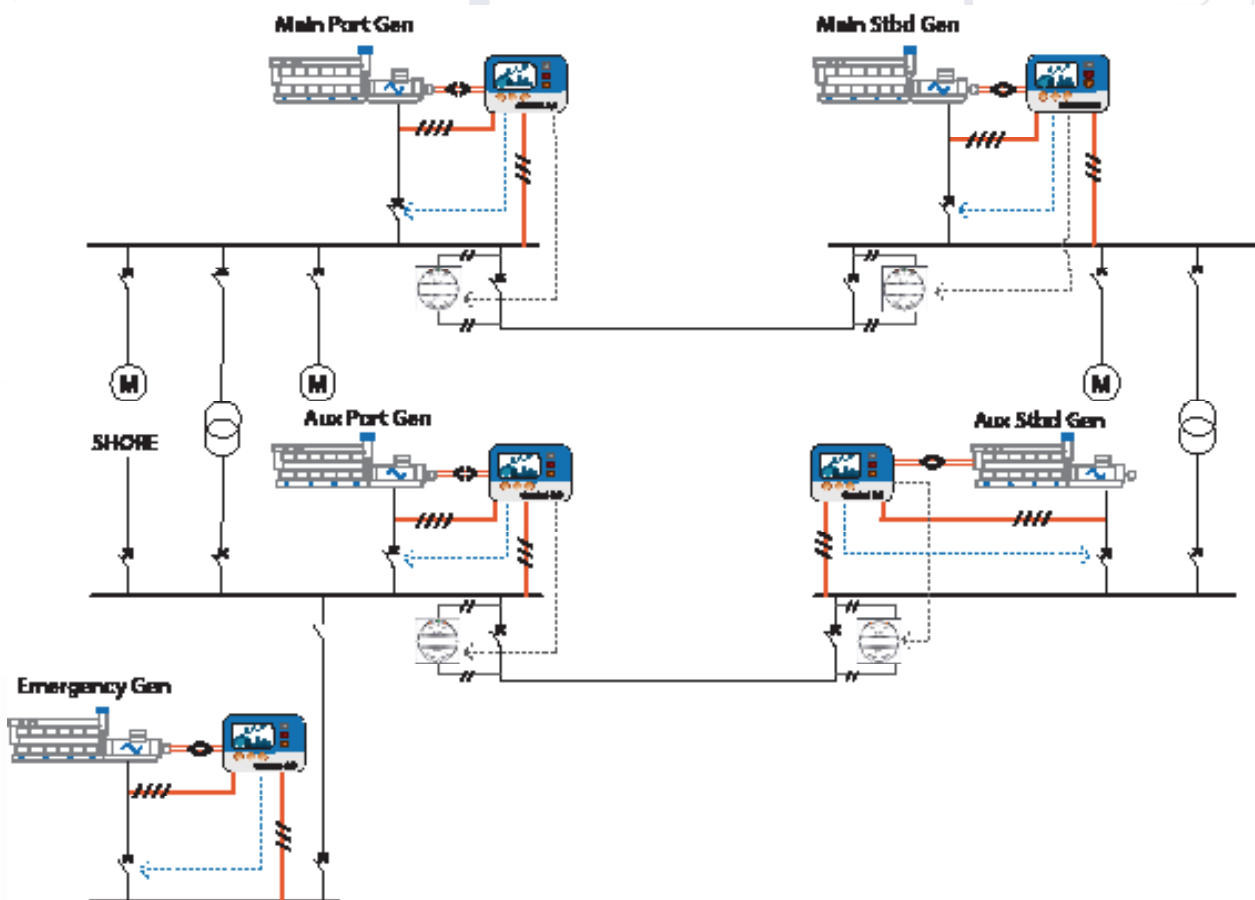 Main Port Gen
Main Stbd Gen
M
M
M
SHORE
Aux Port Gen
Aux Stbd Gen
Emergency Gen